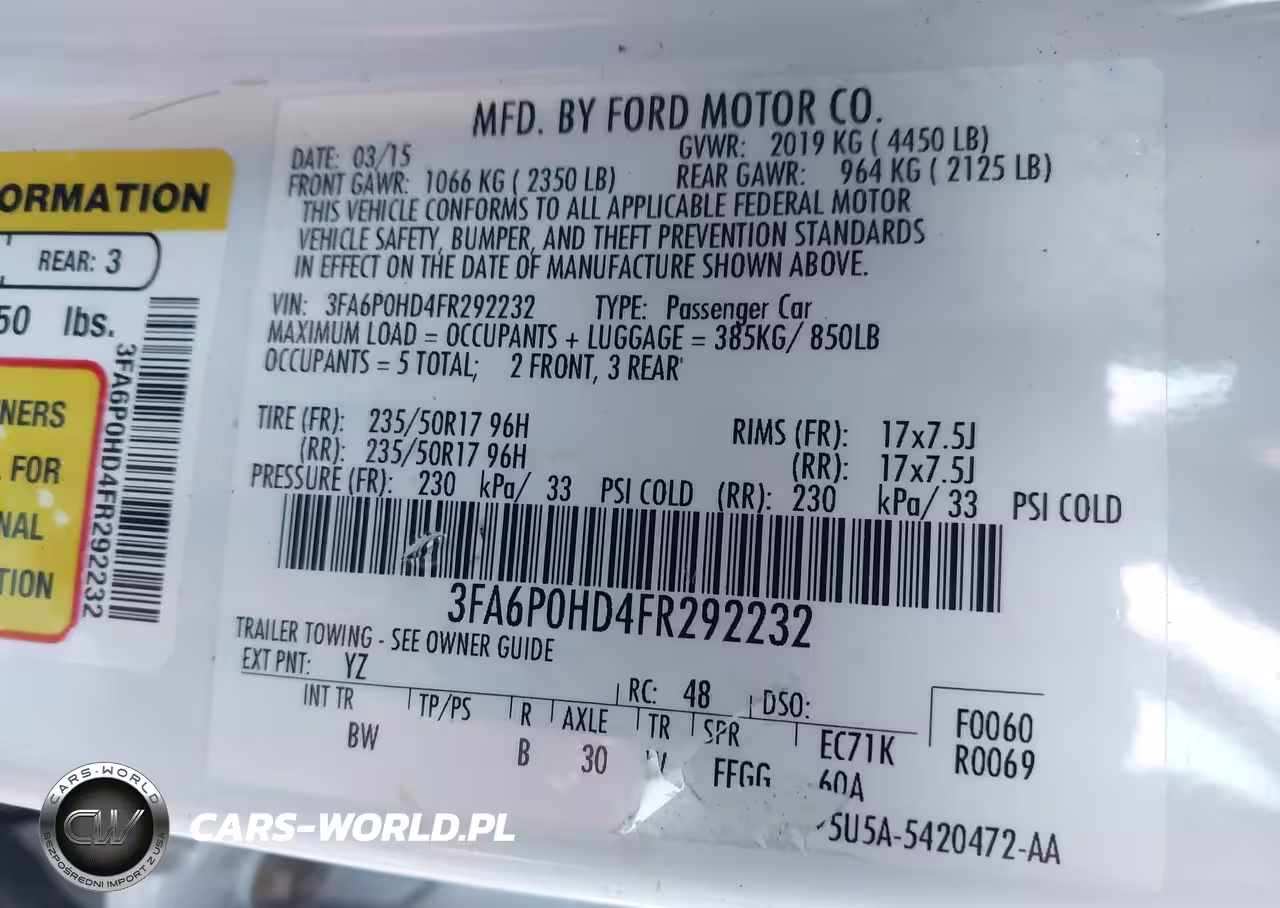 MFD. BY FORD MOTOR CO.
DATE: 03/15 GVWR: 2019 KG ( 4450 LB)
FRONT GAWR: 1066 KG ( 2350 LB) REAR GAWR: 964 KG ( 2125 LB)
THIS VEHICLE CONFORMS TO ALL APPLICABLE FEDERAL MOTOR
VEHICLE SAFETY, BUMPER, AND THEFT PREVENTION STANDARDS
IN EFFECT ON THE DATE OF MANUFACTURE SHOWN ABOVE.
VIN: 3FA6P0HD4FR292232 TYPE: Passenger Car
MAXIMUM LOAD = OCCUPANTS + LUGGAGE = 385KG/ 850LB
OCCUPANTS = 5 TOTAL; 2 FRONT, 3 REAR
TIRE (FR): 235/50R17 96H RIMS (FR): 17x7.5J
(RR): 235/50R17 96H (RR): 17x7.5J
PRESSURE (FR): 230 kPa/ 33 PSI COLD (RR): 230 kPa/ 33 PSI COLD
3FA6P0HD4FR292232
TRAILER TOWING - SEE OWNER GUIDE
EXT PNT: YZ RC: 48 DSO:
INT TR TP/PS R AXLE TR SPR EC71K F0060
BW B 30 FFGG 60A R0069
5U5A-5420472-AA
ORMATION
REAR: 3
50 lbs.
NERS
FOR
NAL
TION
3FA6P0HD4FR292232
CARS-WORLD
CW
BEZPOŚREDNI IMPORT Z USA
CARS-WORLD.PL